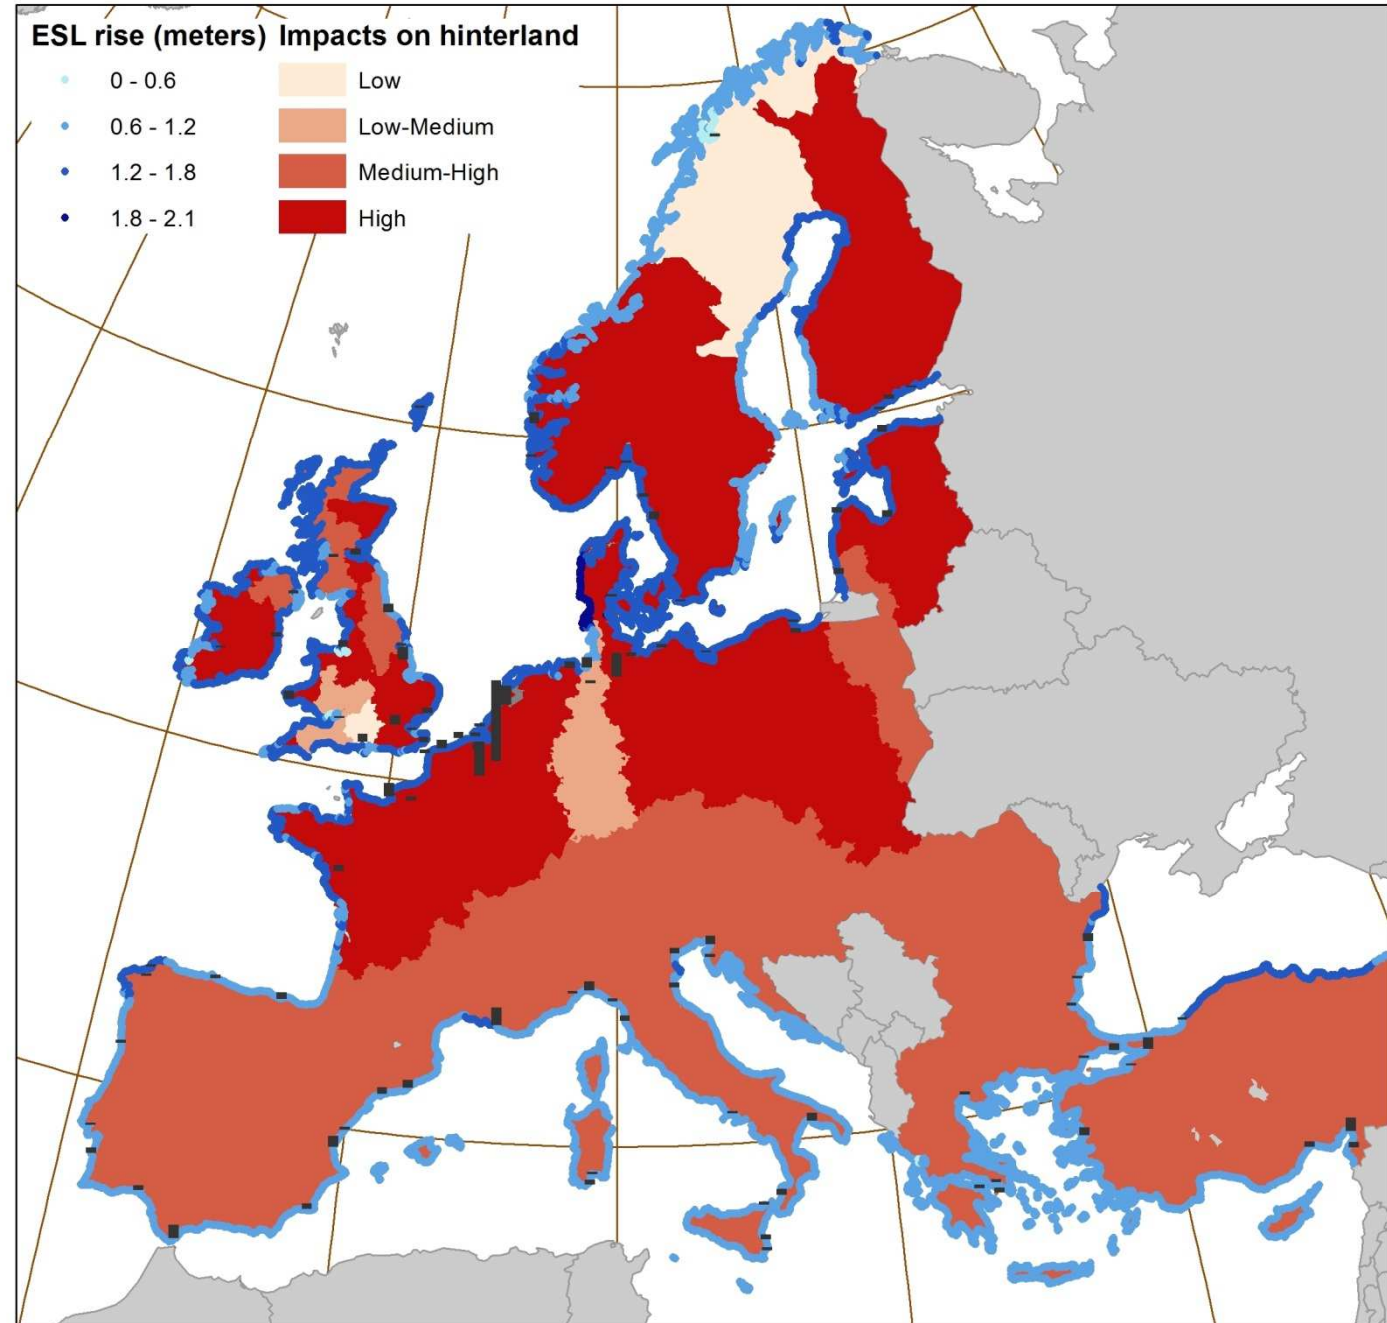 ESL rise (meters) Impacts on hinterland
0 - 0.6 Low
0.6 - 1.2 Low-Medium
1.2 - 1.8 Medium-High
1.8 - 2.1 High